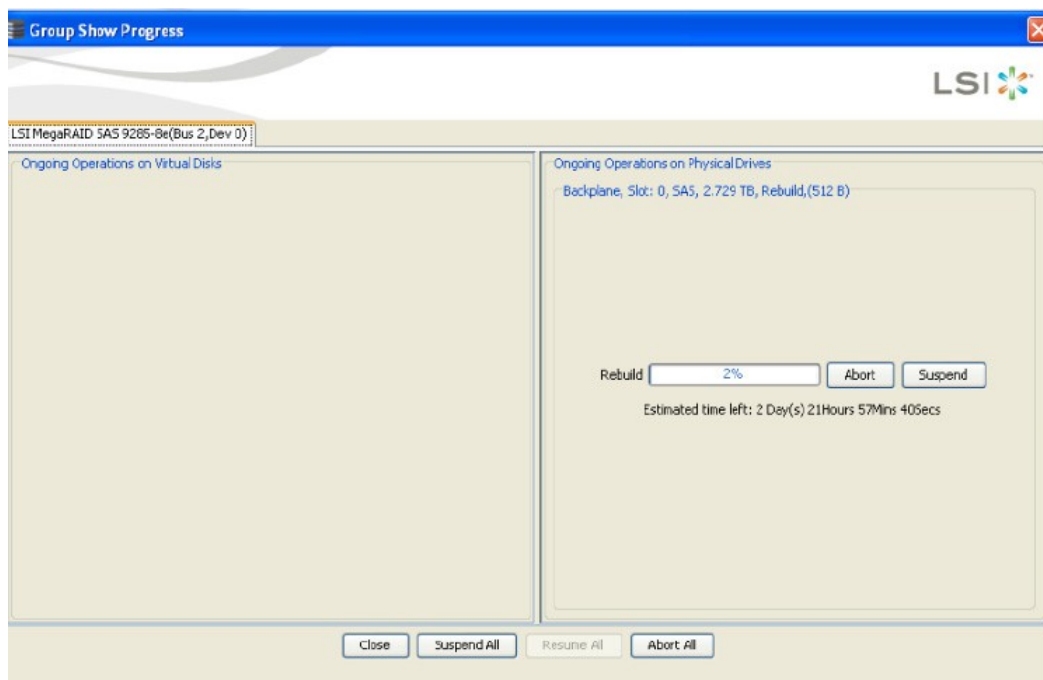 Group Show Progress
LSI
LSI MegaRAID SAS 9285-8e(Bus 2,Dev 0)
Ongoing Operations on Virtual Disks
Ongoing Operations on Physical Drives
Backplane, Slot: 0, SAS, 2.729 TB, Rebuild,(512 B)
Rebuild 2% Abort Suspend
Estimated time left: 2 Day(s) 21Hours 57Mins 40Secs
Close Suspend All Resume All Abort All